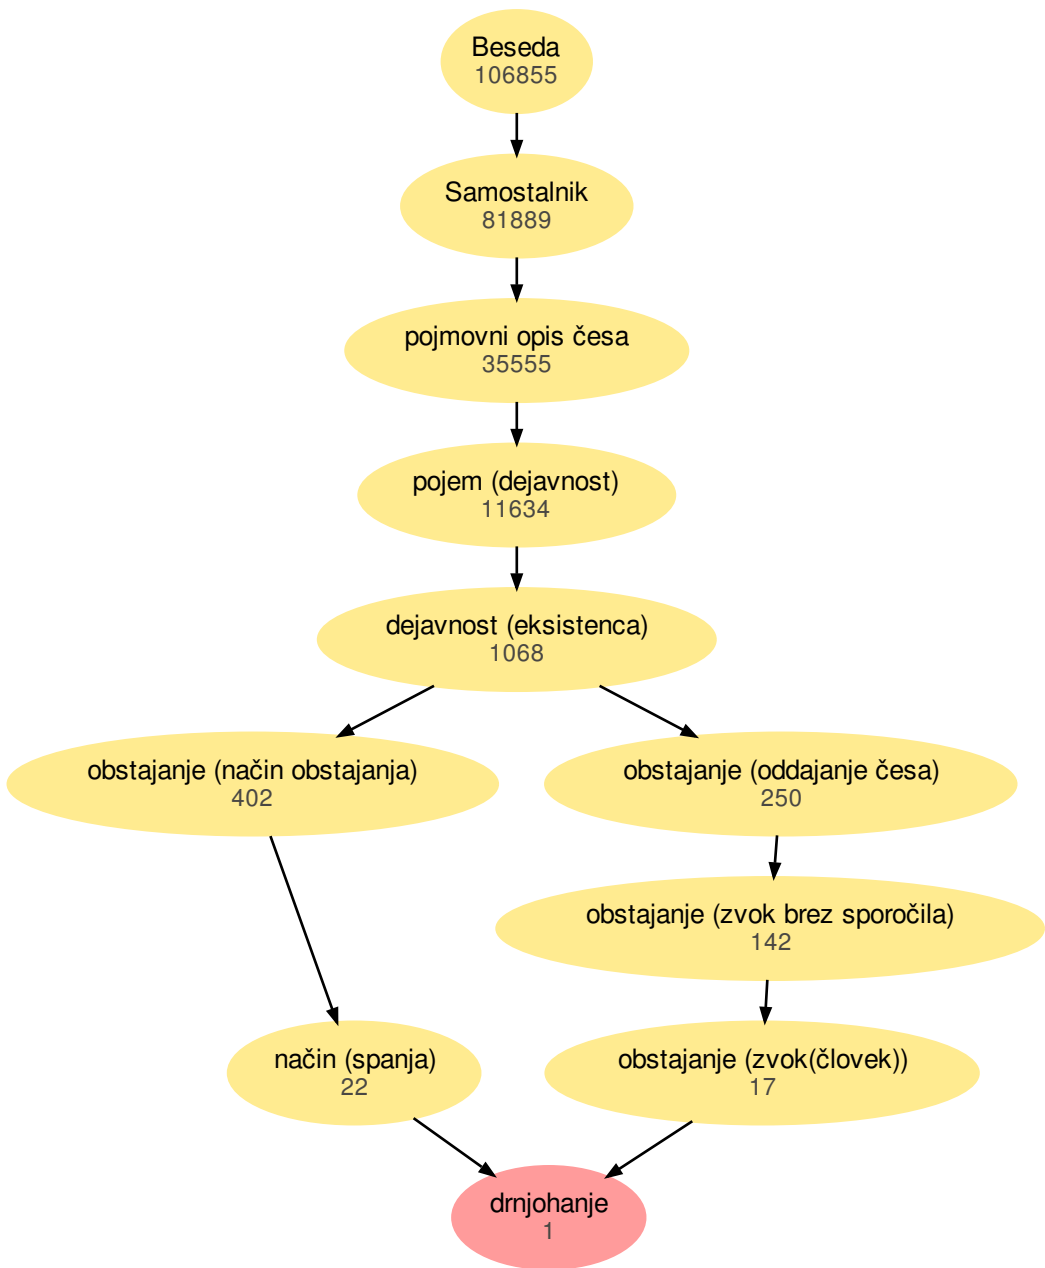 Beseda
106855
Samostalnik
81889
pojmovni opis česa
35555
pojem (dejavnost)
11634
dejavnost (eksistenca)
1068
obstajanje (način obstajanja)
402
obstajanje (oddajanje česa)
250
obstajanje (zvok brez sporočila)
142
način (spanja)
22
obstajanje (zvok(človek))
17
drnjohanje
1